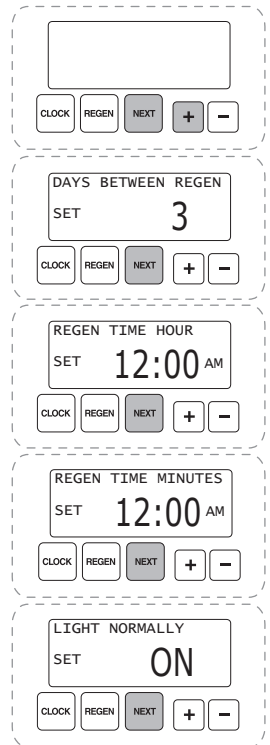 CLOCK REGEN NEXT + −
DAYS BETWEEN REGEN
SET 3
CLOCK REGEN NEXT + −
REGEN TIME HOUR
SET 12:00 AM
CLOCK REGEN NEXT + −
REGEN TIME MINUTES
SET 12:00 AM
CLOCK REGEN NEXT + −
LIGHT NORMALLY
SET ON
CLOCK REGEN NEXT + −